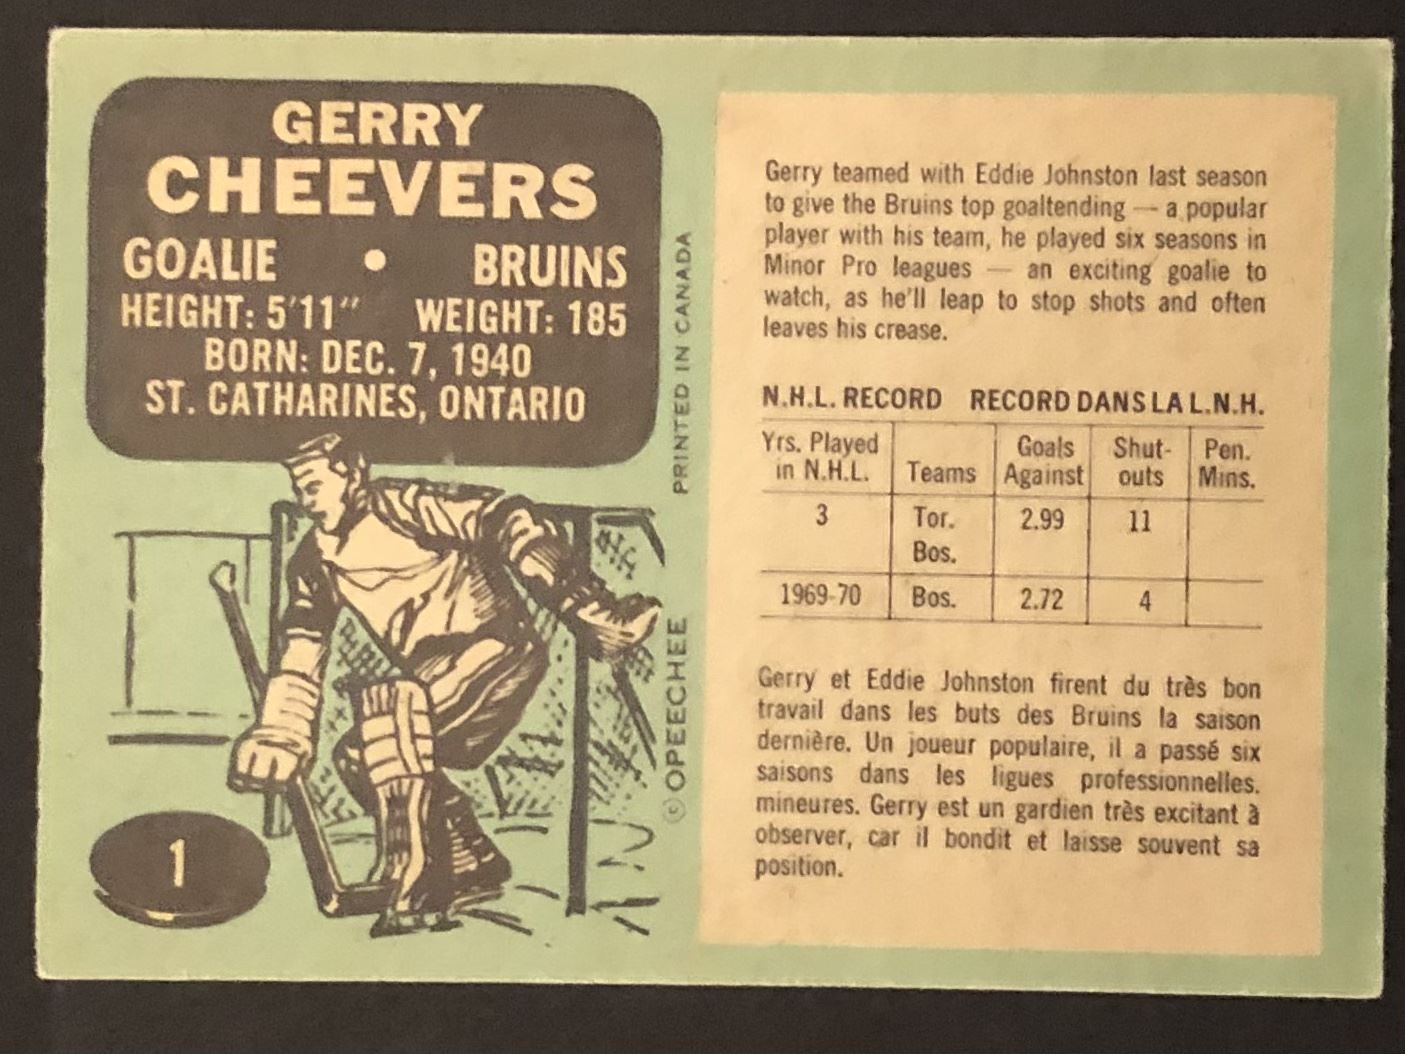 GERRY
CHEEVERS
GOALIE • BRUINS
HEIGHT: 5'11" WEIGHT: 185
BORN: DEC. 7, 1940
ST. CATHARINES, ONTARIO
1
PRINTED IN CANADA
© OPEECHEE
Gerry teamed with Eddie Johnston last season
to give the Bruins top goaltending — a popular
player with his team, he played six seasons in
Minor Pro leagues — an exciting goalie to
watch, as he'll leap to stop shots and often
leaves his crease.
N.H.L. RECORD RECORD DANS LA L.N.H.
Yrs. Played in N.H.L. Teams Goals Against Shut-outs Pen. Mins.
3 Tor. Bos. 2.99 11
1969-70 Bos. 2.72 4
Gerry et Eddie Johnston firent du très bon
travail dans les buts des Bruins la saison
dernière. Un joueur populaire, il a passé six
saisons dans les ligues professionnelles.
mineures. Gerry est un gardien très excitant à
observer, car il bondit et laisse souvent sa
position.